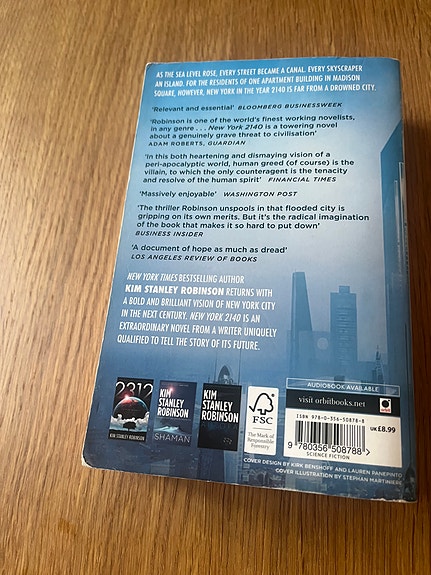 AS THE SEA LEVEL ROSE, EVERY STREET BECAME A CANAL. EVERY SKYSCRAPER
AN ISLAND. FOR THE RESIDENTS OF ONE APARTMENT BUILDING IN MADISON
SQUARE, HOWEVER, NEW YORK IN THE YEAR 2140 IS FAR FROM A DROWNED CITY.
'Relevant and essential' BLOOMBERG BUSINESSWEEK
'Robinson is one of the world's finest working novelists,
in any genre . . . New York 2140 is a towering novel
about a genuinely grave threat to civilisation'
ADAM ROBERTS, GUARDIAN
'In this both heartening and dismaying vision of a
peri-apocalyptic world, human greed (of course) is the
villain, to which the only counteragent is the tenacity
and resolve of the human spirit' FINANCIAL TIMES
'Massively enjoyable' WASHINGTON POST
'The thriller Robinson unspools in that flooded city is
gripping on its own merits. But it's the radical imagination
of the book that makes it so hard to put down'
BUSINESS INSIDER
'A document of hope as much as dread'
LOS ANGELES REVIEW OF BOOKS
NEW YORK TIMES BESTSELLING AUTHOR
KIM STANLEY ROBINSON RETURNS WITH
A BOLD AND BRILLIANT VISION OF NEW YORK CITY
IN THE NEXT CENTURY. NEW YORK 2140 IS AN
EXTRAORDINARY NOVEL FROM A WRITER UNIQUELY
QUALIFIED TO TELL THE STORY OF ITS FUTURE.
2312
KIM STANLEY ROBINSON
KIM
STANLEY
ROBINSON
SHAMAN
KIM
STANLEY
ROBINSON
FSC
The Mark of
Responsible
Forestry
AUDIOBOOK AVAILABLE
visit orbitbooks.net
ISBN 978-0-356-50878-8
9 780356 508788 >
UK £8.99
SCIENCE FICTION
COVER DESIGN BY KIRK BENSHOFF AND LAUREN PANEPINTO
COVER ILLUSTRATION BY STEPHAN MARTINIERE